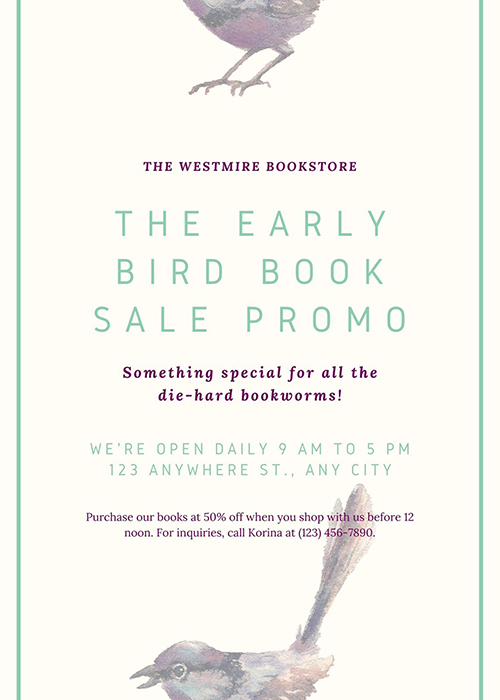 THE WESTMIRE BOOKSTORE
THE EARLY
BIRD BOOK
SALE PROMO
Something special for all the
die-hard bookworms!
WE'RE OPEN DAILY 9 AM TO 5 PM
123 ANYWHERE ST., ANY CITY
Purchase our books at 50% off when you shop with us before 12
noon. For inquiries, call Korina at (123) 456-7890.